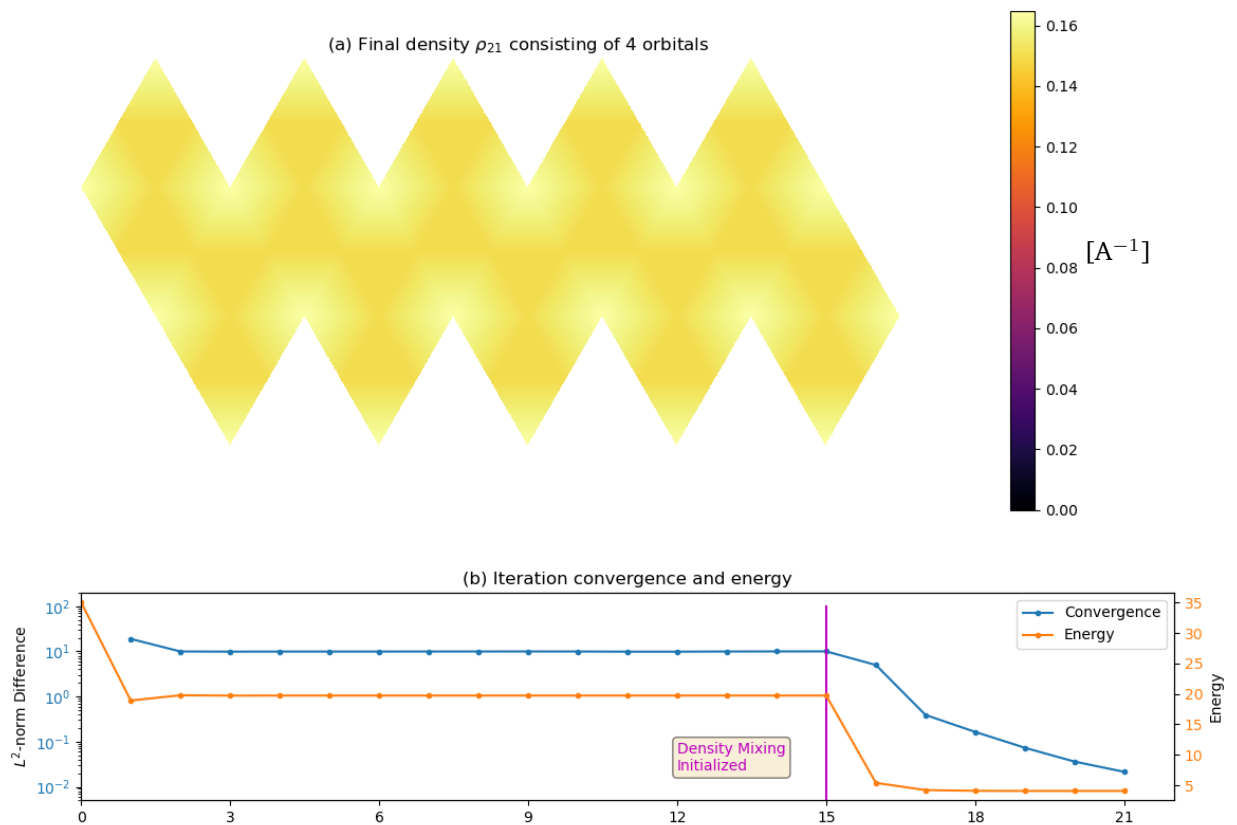 (a) Final density ρ₂₁ consisting of 4 orbitals
0.16
0.14
0.12
0.10
0.08
0.06
0.04
0.02
0.00
[A⁻¹]
(b) Iteration convergence and energy
L²-norm Difference
10²
10¹
10⁰
10⁻¹
10⁻²
Convergence
Energy
Density Mixing
Initialized
35
30
25
20
15
10
5
Energy
0 3 6 9 12 15 18 21